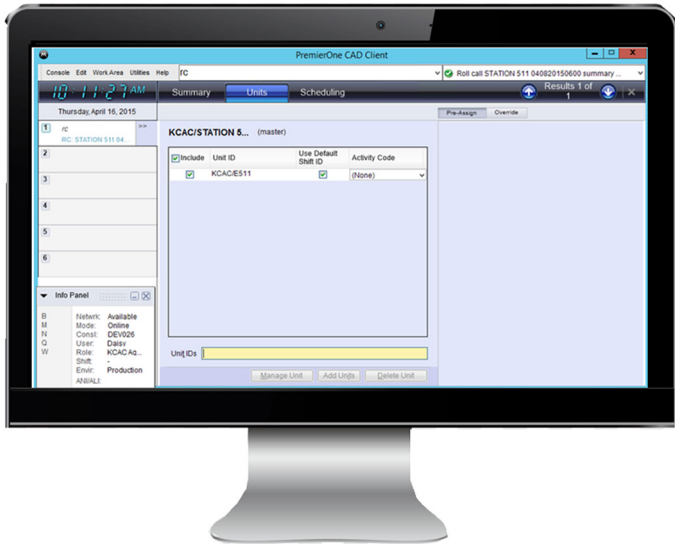 PremierOne CAD Client
Console Edit Work Area Utilities Help rc
Roll call STATION 511 040820150600 summary ...
10:11:27 AM
Summary Units Scheduling
Results 1 of 1
Thursday, April 16, 2015
Pre-Assign Override
1 rc >>
RC: STATION 511 04...
KCAC/STATION 5... (master)
2
3
4
5
6
Include Unit ID Use Default Shift ID Activity Code
KCAC/E511 (None)
Info Panel
B Netwrk: Available
M Mode: Online
N Consl: DEV026
Q User: Daisy
W Role: KCAC Aq...
Shift: -
Envir: Production
ANI/ALI:
Unit IDs
Manage Unit Add Units Delete Unit